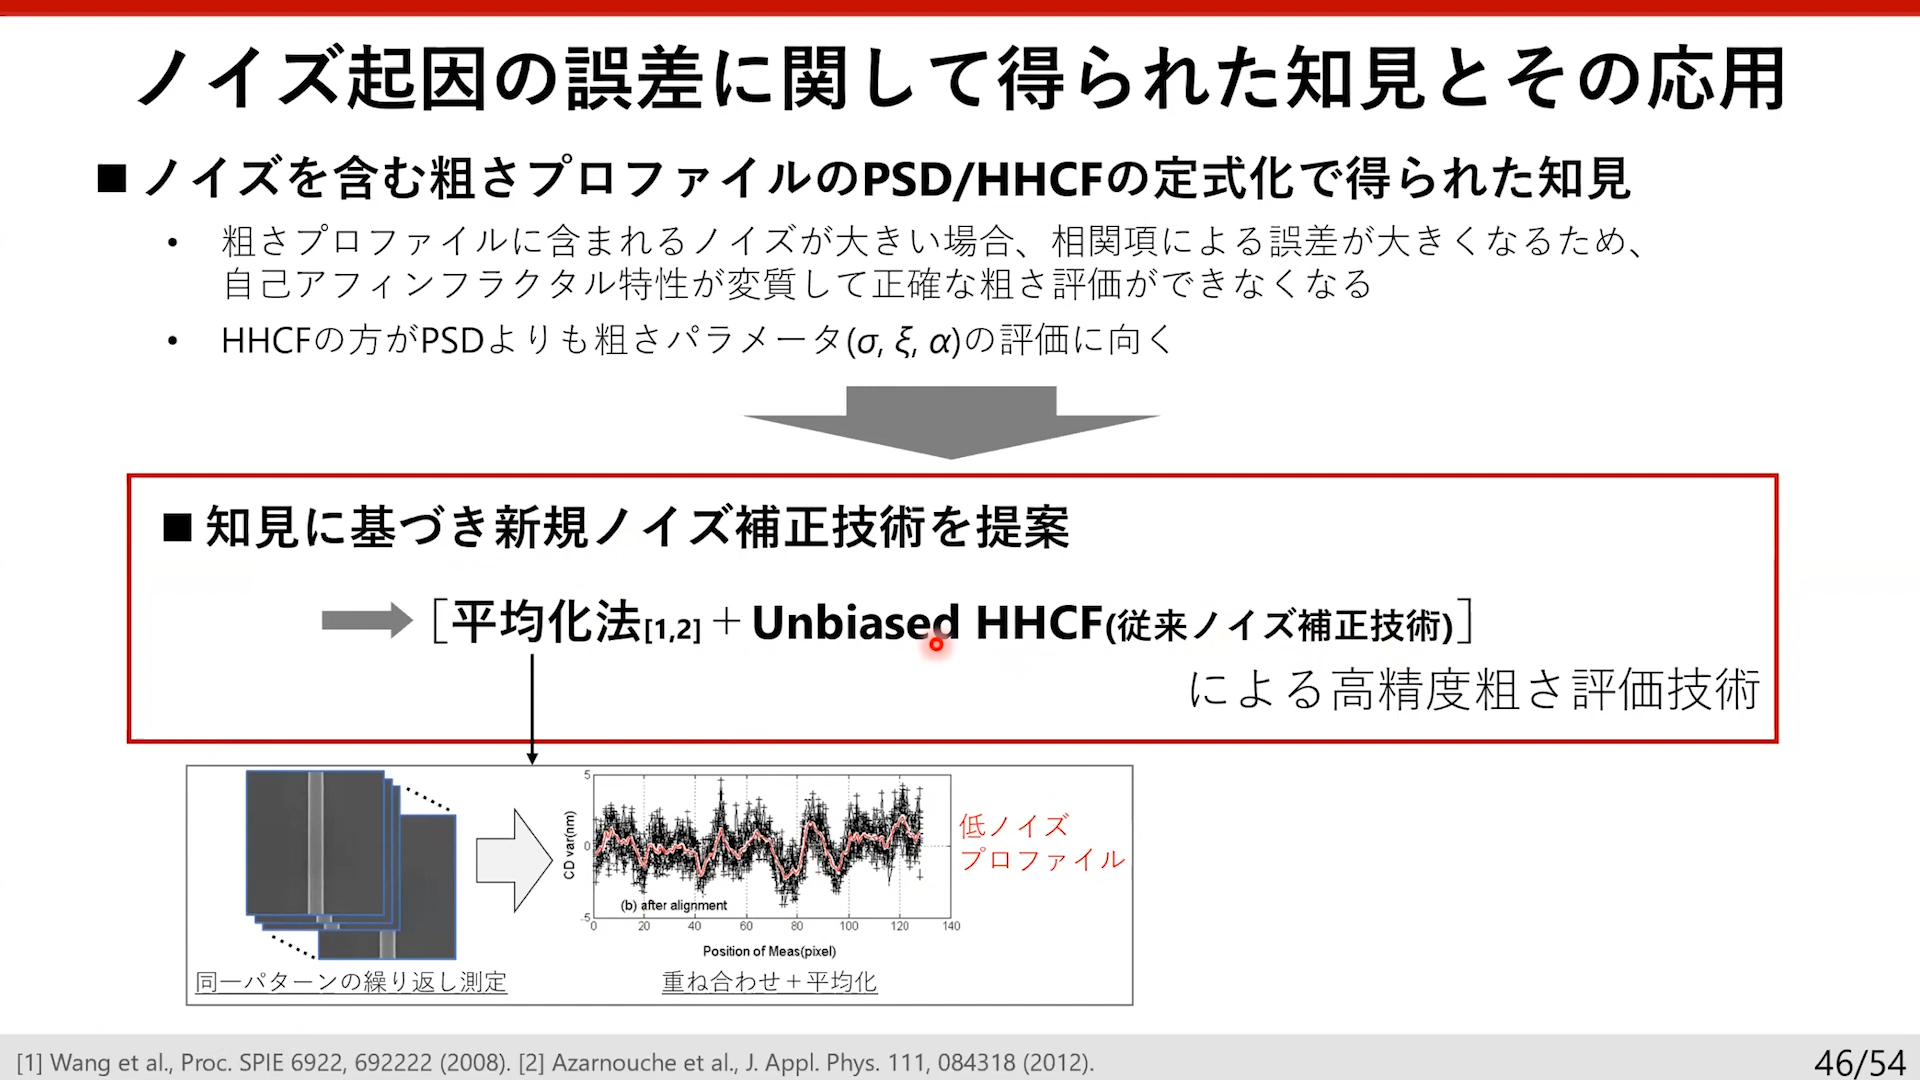 ノイズ起因の誤差に関して得られた知見とその応用
■ ノイズを含む粗さプロファイルのPSD/HHCFの定式化で得られた知見
• 粗さプロファイルに含まれるノイズが大きい場合、相関項による誤差が大きくなるため、
自己アフィンフラクタル特性が変質して正確な粗さ評価ができなくなる
• HHCFの方がPSDよりも粗さパラメータ(σ, ξ, α)の評価に向く
■ 知見に基づき新規ノイズ補正技術を提案
［平均化法[1,2]＋Unbiased HHCF(従来ノイズ補正技術)］
による高精度粗さ評価技術
同一パターンの繰り返し測定
CD var(nm)
5
0
-5
(b) after alignment
0 20 40 60 80 100 120 140
Position of Meas(pixel)
重ね合わせ＋平均化
低ノイズ
プロファイル
[1] Wang et al., Proc. SPIE 6922, 692222 (2008). [2] Azarnouche et al., J. Appl. Phys. 111, 084318 (2012).
46/54